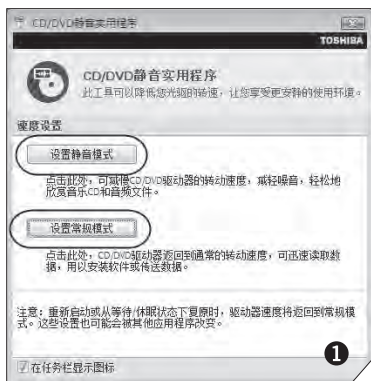 CD/DVD静音实用程序
TOSHIBA
CD/DVD静音实用程序
此工具可以降低您光驱的转速，让您享受更安静的使用环境。
速度设置
设置静音模式
点击此处，可减慢CD/DVD驱动器的转动速度，减轻噪音，轻松地
欣赏音乐CD和音频文件。
设置常规模式
点击此处，CD/DVD驱动器返回到通常的转动速度，可迅速读取数
据，用以安装软件或传送数据。
注意：重新启动或从等待/休眠状态下复原时，驱动器速度将返回到常规模
式。这些设置也可能会被其他应用程序改变。
在任务栏显示图标
❶